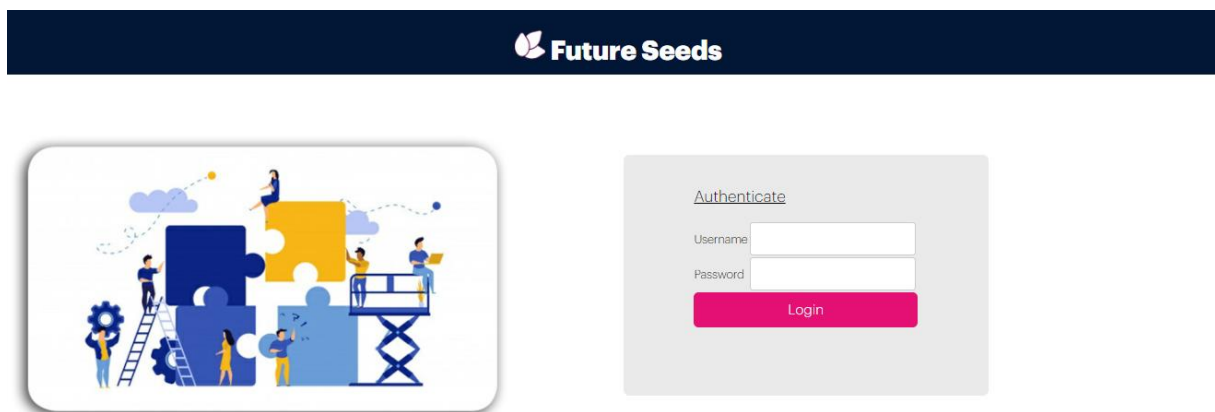 Future Seeds
Authenticate
Username
Password
Login